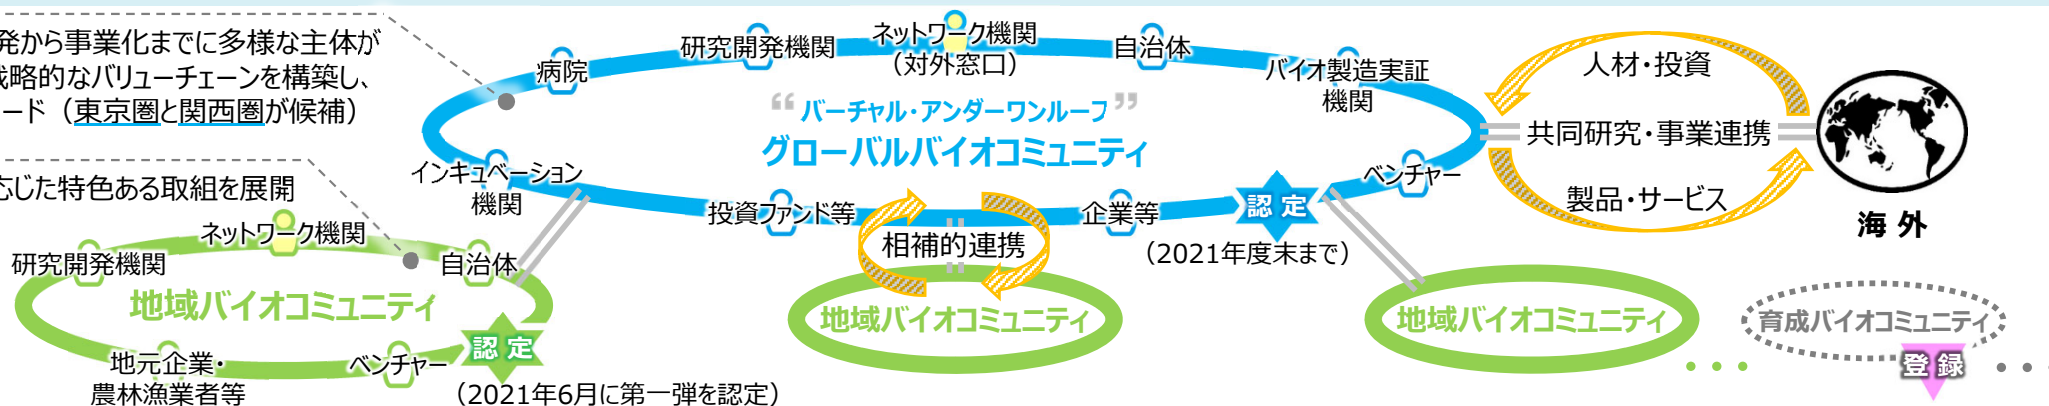 発から事業化までに多様な主体が
戦略的なバリューチェーンを構築し、
ード（東京圏と関西圏が候補）
応じた特色ある取組を展開
病院
研究開発機関
ネットワーク機関
（対外窓口）
自治体
バイオ製造実証
機関
“バーチャル・アンダーワンルーフ”
グローバルバイオコミュニティ
インキュベーション
機関
投資ファンド等
企業等
認定
（2021年度末まで）
ベンチャー
人材・投資
共同研究・事業連携
製品・サービス
海外
相補的連携
ネットワーク機関
研究開発機関
自治体
地域バイオコミュニティ
地元企業・
農林漁業者等
ベンチャー
認定
（2021年6月に第一弾を認定）
地域バイオコミュニティ
地域バイオコミュニティ
育成バイオコミュニティ
登録